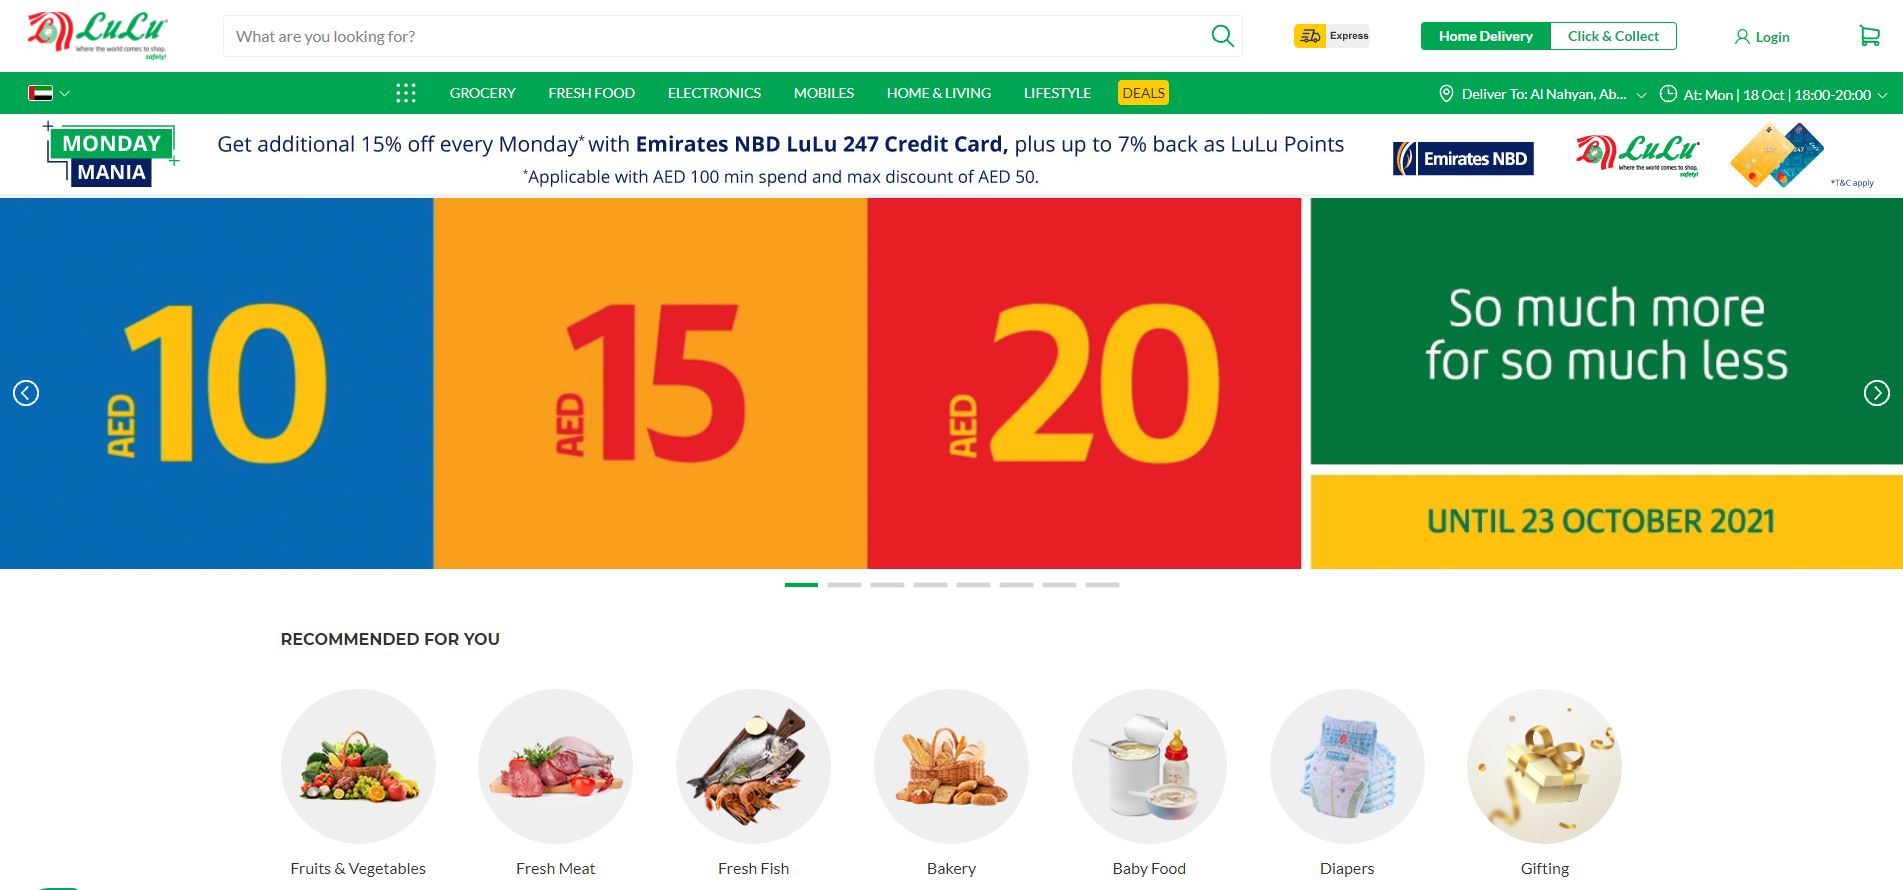 LuLu
Where the world comes to shop.
safely!
What are you looking for?
Express
Home Delivery
Click & Collect
Login
GROCERY
FRESH FOOD
ELECTRONICS
MOBILES
HOME & LIVING
LIFESTYLE
DEALS
Deliver To: Al Nahyan, Ab...
At: Mon | 18 Oct | 18:00-20:00
MONDAY
MANIA
Get additional 15% off every Monday* with Emirates NBD LuLu 247 Credit Card, plus up to 7% back as LuLu Points
*Applicable with AED 100 min spend and max discount of AED 50.
Emirates NBD
LuLu
Where the world comes to shop.
safely!
247
247
*T&C apply
AED 10
AED 15
AED 20
So much more
for so much less
UNTIL 23 OCTOBER 2021
RECOMMENDED FOR YOU
Fruits & Vegetables
Fresh Meat
Fresh Fish
Bakery
Baby Food
Diapers
Gifting